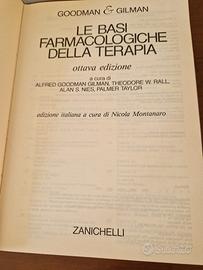 GOODMAN & GILMAN
LE BASI
FARMACOLOGICHE
DELLA TERAPIA
ottava edizione
a cura di
ALFRED GOODMAN GILMAN, THEODORE W. RALL,
ALAN S. NIES, PALMER TAYLOR
edizione italiana a cura di Nicola Montanaro
ZANICHELLI
subito